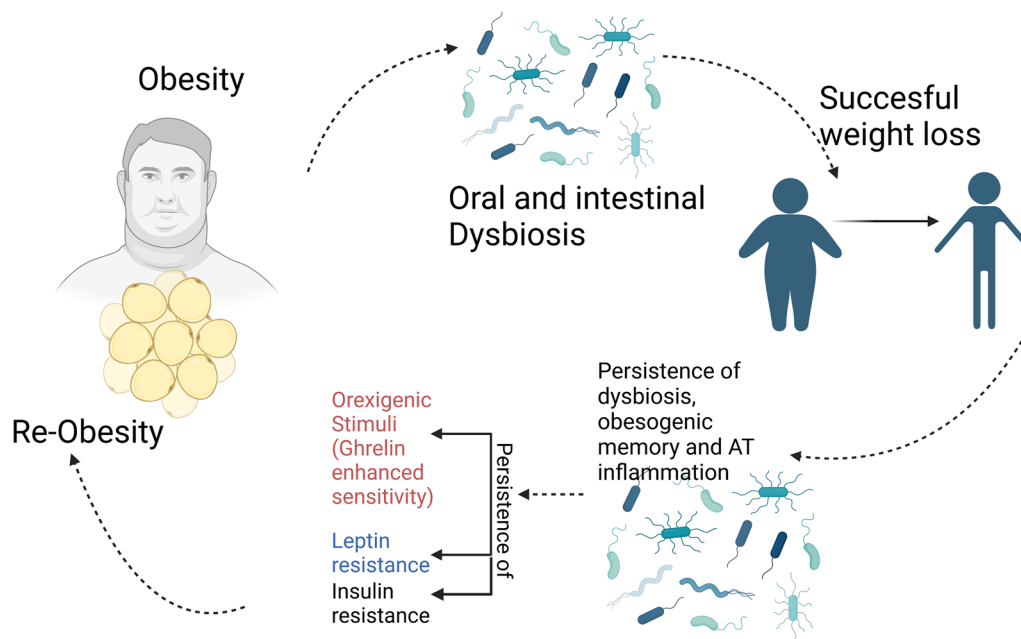 Obesity
Oral and intestinal
Dysbiosis
Succesful
weight loss
Persistence of
dysbiosis,
obesogenic
memory and AT
inflammation
Persistence of
Orexigenic
Stimuli
(Ghrelin
enhanced
sensitivity)
Leptin
resistance
Insulin
resistance
Re-Obesity